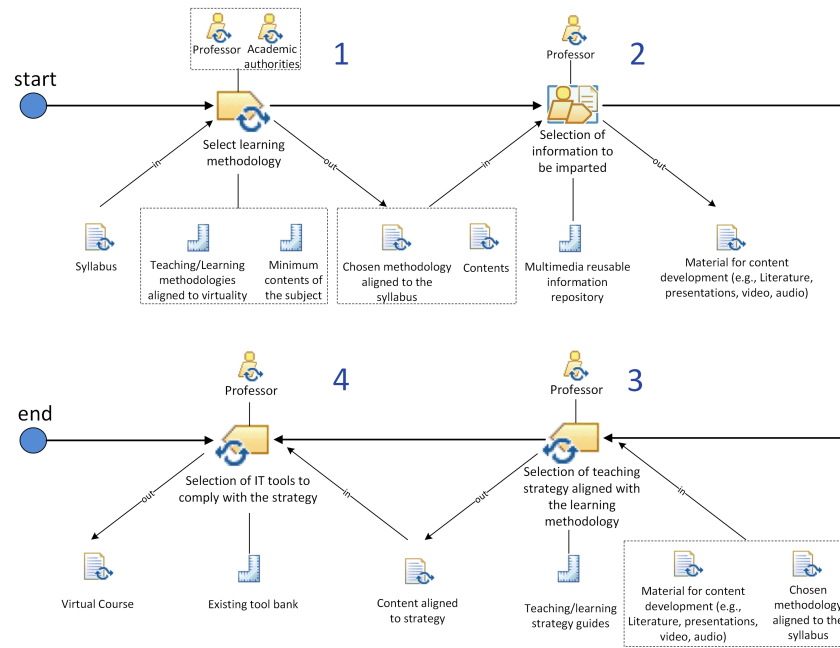 Professor
Academic
authorities
1
2
Professor
start
Select learning
methodology
Selection of
information to
be imparted
in
out
in
out
Syllabus
Teaching/Learning
methodologies
aligned to virtuality
Minimum
contents of
the subject
Chosen methodology
aligned to the
syllabus
Contents
Multimedia reusable
information
repository
Material for content
development (e.g., Literature,
presentations, video, audio)
4
3
Professor
Professor
end
Selection of IT tools to
comply with the strategy
Selection of teaching
strategy aligned with
the learning
methodology
out
in
out
in
Virtual Course
Existing tool bank
Content aligned
to strategy
Teaching/learning
strategy guides
Material for content
development (e.g.,
Literature, presentations,
video, audio)
Chosen
methodology
aligned to the
syllabus